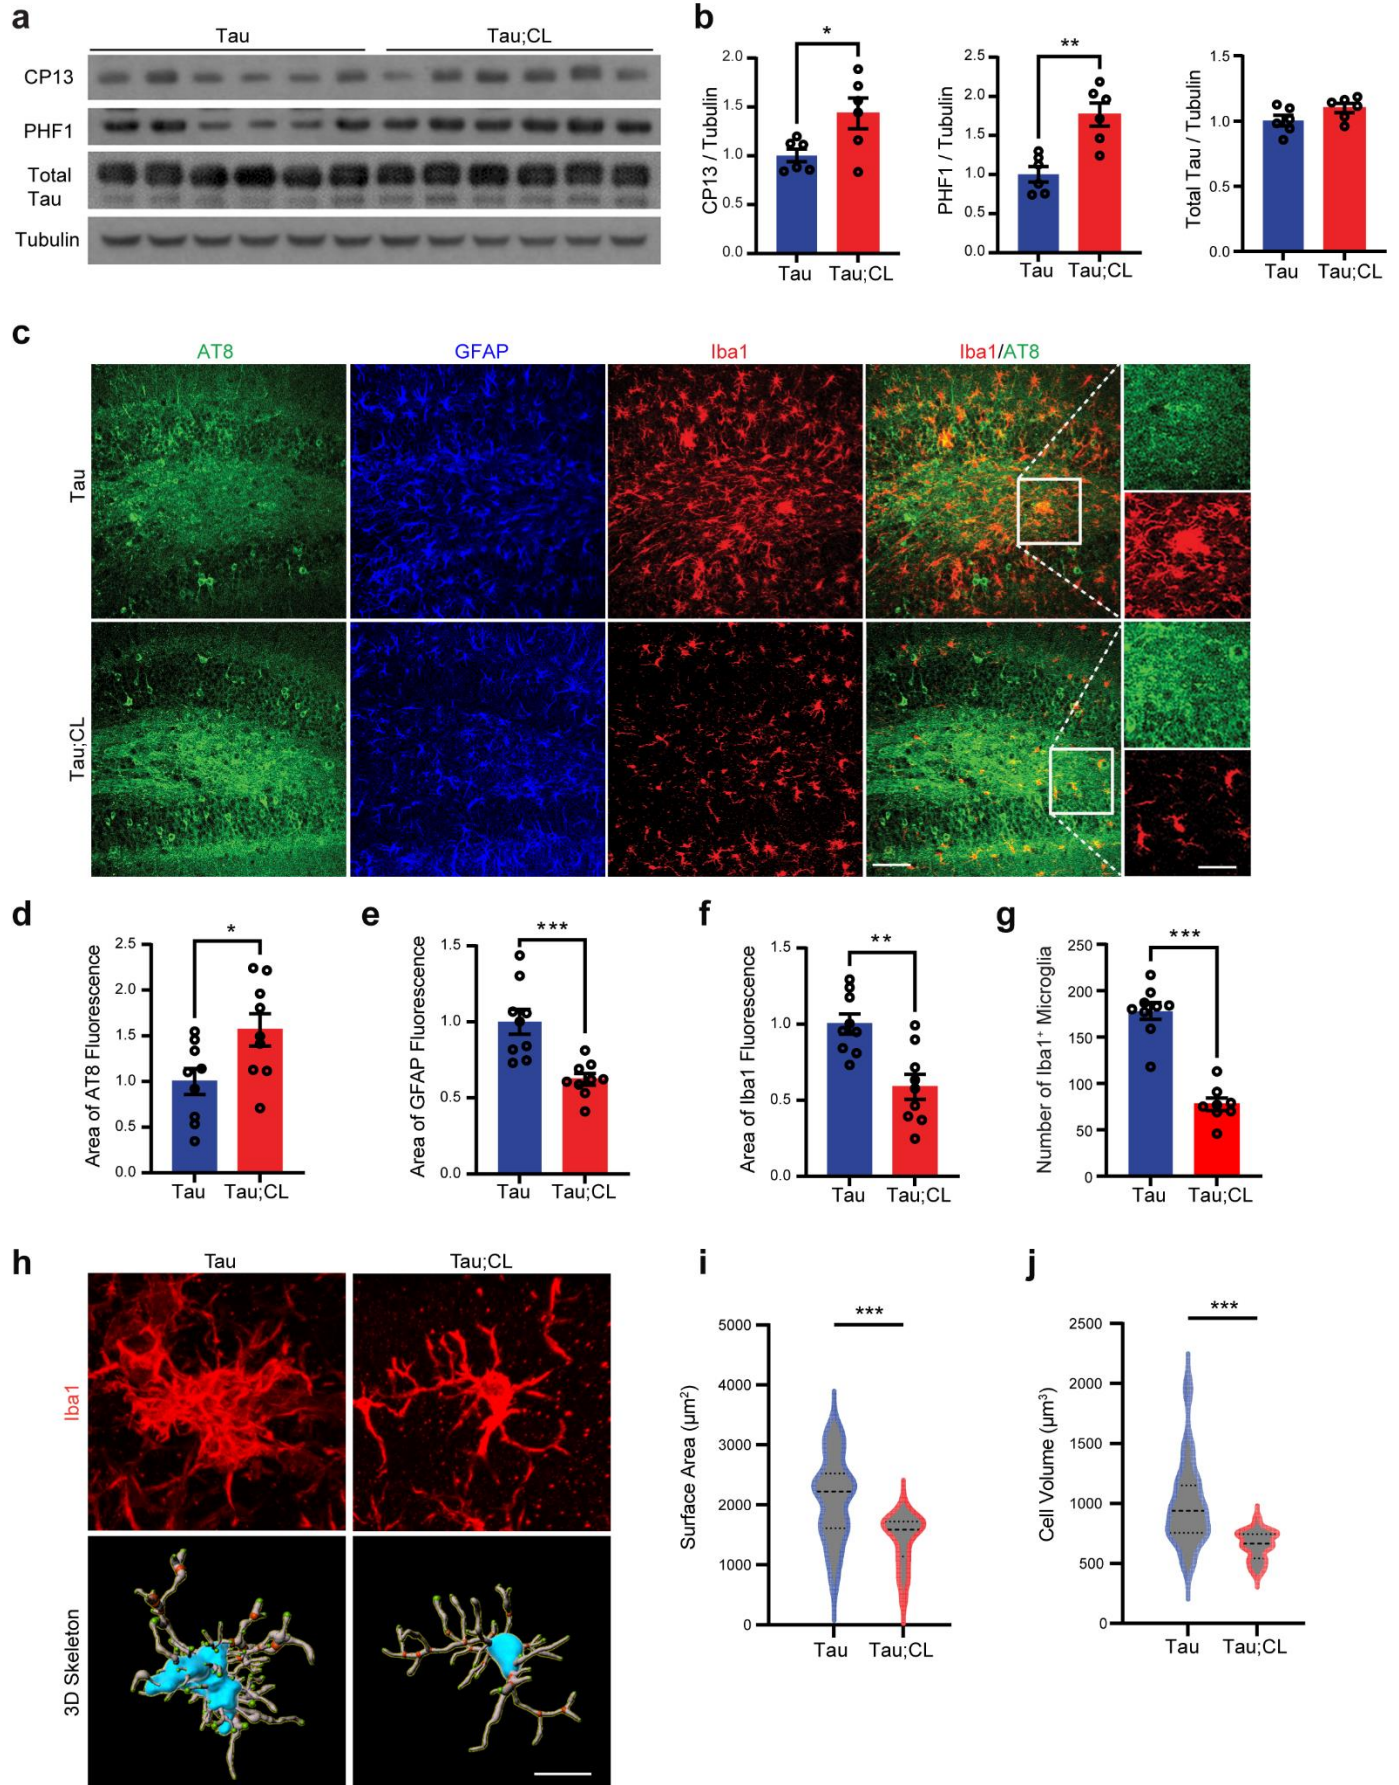 a
Tau
Tau;CL
CP13
PHF1
Total
Tau
Tubulin
b
*
2.0
1.5
1.0
0.5
0.0
CP13 / Tubulin
Tau
Tau;CL
**
2.5
2.0
1.5
1.0
0.5
0.0
PHF1 / Tubulin
Tau
Tau;CL
1.5
1.0
0.5
0.0
Total Tau / Tubulin
Tau
Tau;CL
c
AT8
GFAP
Iba1
Iba1/AT8
Tau
Tau;CL
d
*
2.5
2.0
1.5
1.0
0.5
0.0
Area of AT8 Fluorescence
Tau
Tau;CL
e
***
1.5
1.0
0.5
0.0
Area of GFAP Fluorescence
Tau
Tau;CL
f
**
1.5
1.0
0.5
0.0
Area of Iba1 Fluorescence
Tau
Tau;CL
g
***
250
200
150
100
50
0
Number of Iba1⁺ Microglia
Tau
Tau;CL
h
Tau
Tau;CL
Iba1
3D Skeleton
i
***
5000
4000
3000
2000
1000
0
Surface Area (µm²)
Tau
Tau;CL
j
***
2500
2000
1500
1000
500
0
Cell Volume (µm³)
Tau
Tau;CL